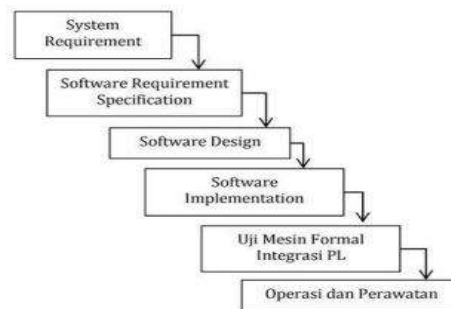 System
Requirement
Software Requirement
Specification
Software Design
Software
Implementation
Uji Mesin Formal
Integrasi PL
Operasi dan Perawatan